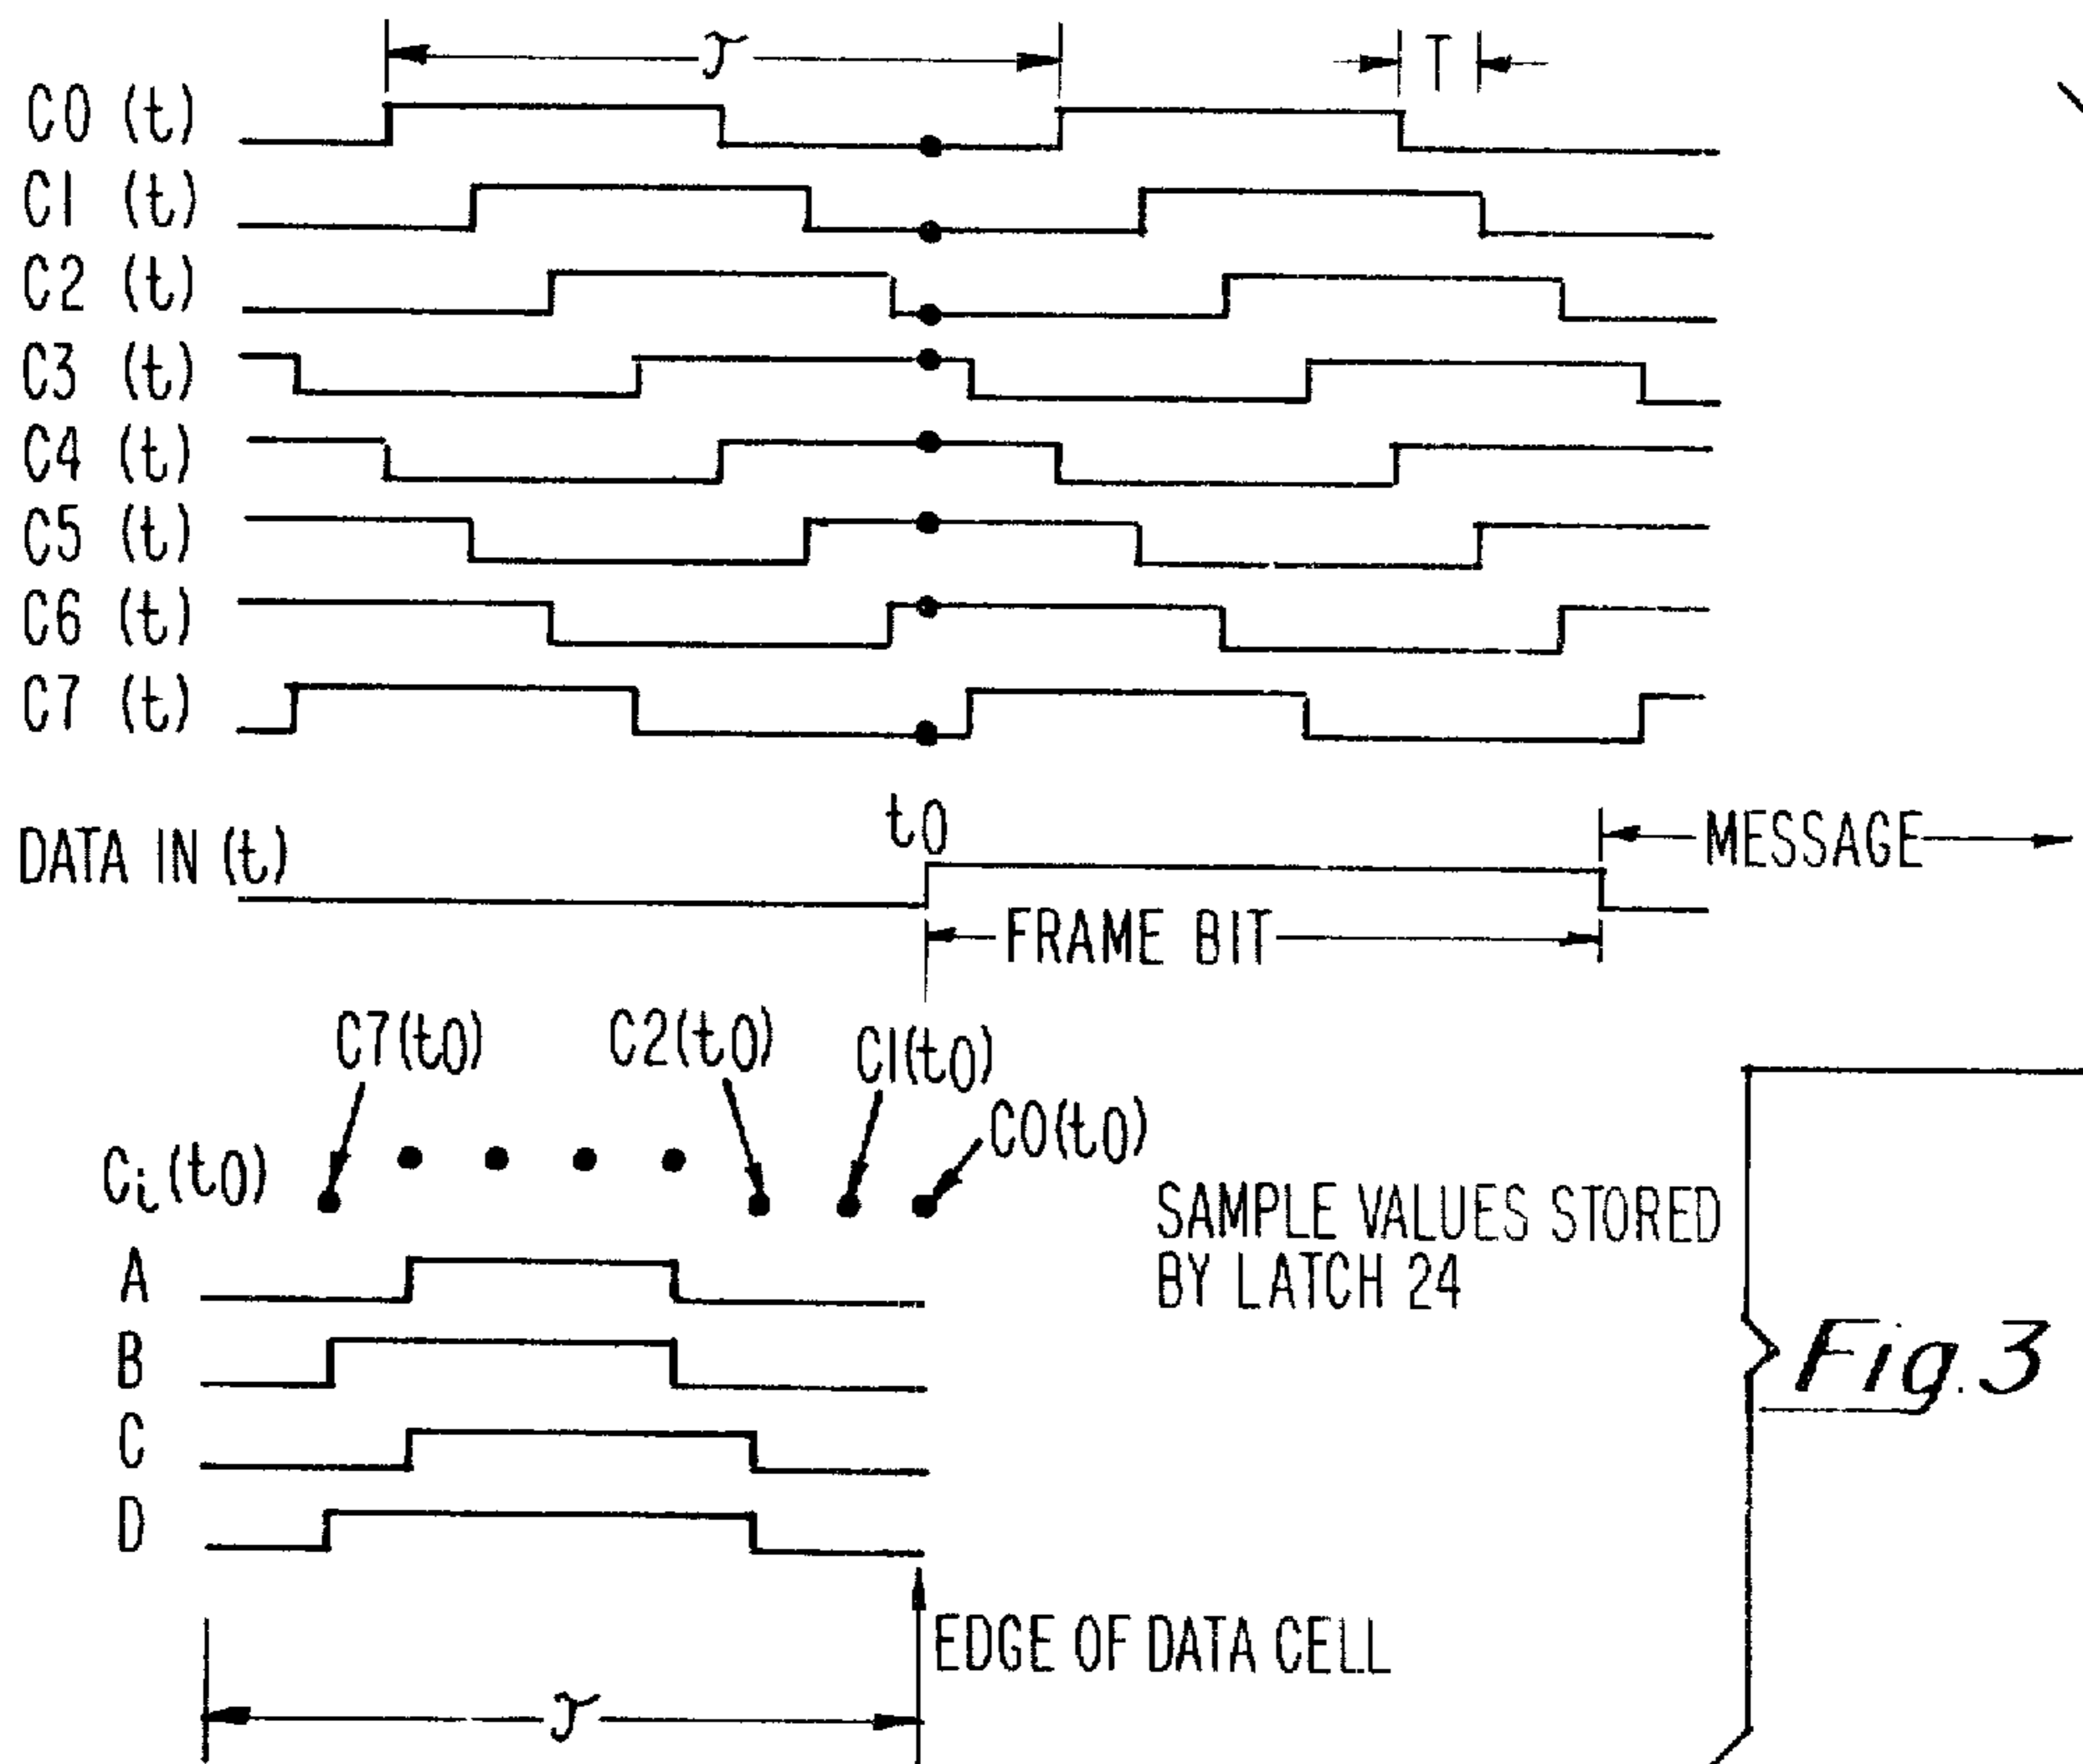 𝒯
T
C0 (t)
C1 (t)
C2 (t)
C3 (t)
C4 (t)
C5 (t)
C6 (t)
C7 (t)
t0
DATA IN (t)
MESSAGE
FRAME BIT
C7(t0)
C2(t0)
C1(t0)
C0(t0)
Ci(t0)
SAMPLE VALUES STORED
BY LATCH 24
A
B
C
D
Fig. 3
EDGE OF DATA CELL
𝒯